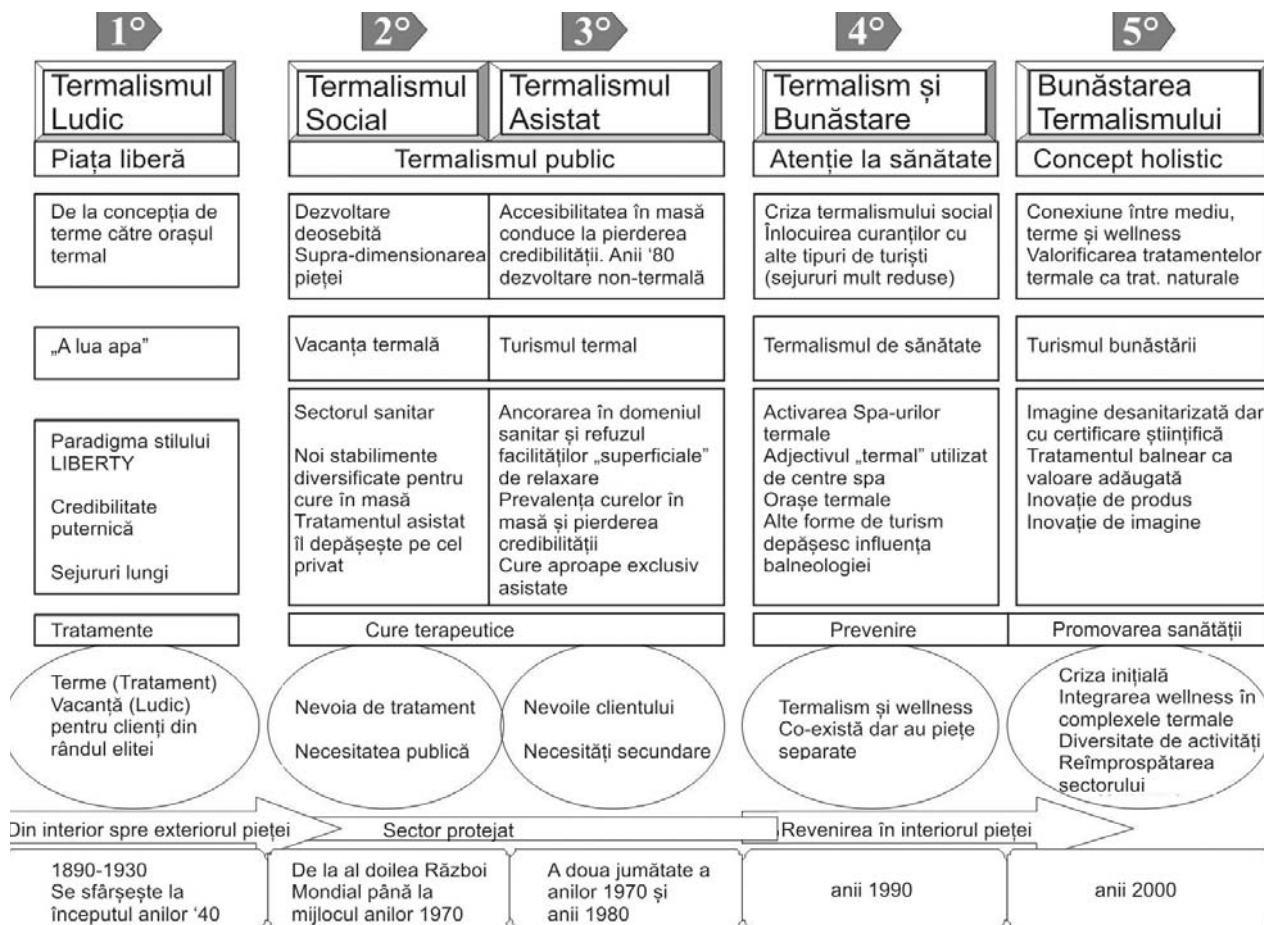 1°
2°
3°
4°
5°
Termalismul
Ludic
Termalismul
Social
Termalismul
Asistat
Termalism și
Bunăstare
Bunăstarea
Termalismului
Piața liberă
Termalismul public
Atenție la sănătate
Concept holistic
De la concepția de
terme către orașul
termal
Dezvoltare
deosebită
Supra-dimensionarea
pieței
Accesibilitatea în masă
conduce la pierderea
credibilității. Anii ‘80
dezvoltare non-termală
Criza termalismului social
Înlocuirea curanților cu
alte tipuri de turiști
(sejururi mult reduse)
Conexiune între mediu,
terme și wellness
Valorificarea tratamentelor
termale ca trat. naturale
„A lua apa”
Vacanța termală
Turismul termal
Termalismul de sănătate
Turismul bunăstării
Paradigma stilului
LIBERTY
Credibilitate
puternică
Sejururi lungi
Sectorul sanitar
Noi stabilimente
diversificate pentru
cure în masă
Tratamentul asistat
îl depășește pe cel
privat
Ancorarea în domeniul
sanitar și refuzul
facilităților „superficiale”
de relaxare
Prevalența curelor în
masă și pierderea
credibilității
Cure aproape exclusiv
asistate
Activarea Spa-urilor
termale
Adjectivul „termal” utilizat
de centre spa
Orașe termale
Alte forme de turism
depășesc influența
balneologiei
Imagine desanitarizată dar
cu certificare științifică
Tratamentul balnear ca
valoare adăugată
Inovație de produs
Inovație de imagine
Tratamente
Cure terapeutice
Prevenire
Promovarea sanătății
Terme (Tratament)
Vacanță (Ludic)
pentru clienți din
rândul elitei
Nevoia de tratament
Necesitatea publică
Nevoile clientului
Necesități secundare
Termalism și wellness
Co-există dar au piețe
separate
Criza inițială
Integrarea wellness în
complexele termale
Diversitate de activități
Reîmprospătarea
sectorului
Din interior spre exteriorul pieței
Sector protejat
Revenirea în interiorul pieței
1890-1930
Se sfârșește la
începutul anilor ‘40
De la al doilea Război
Mondial până la
mijlocul anilor 1970
A doua jumătate a
anilor 1970 și
anii 1980
anii 1990
anii 2000